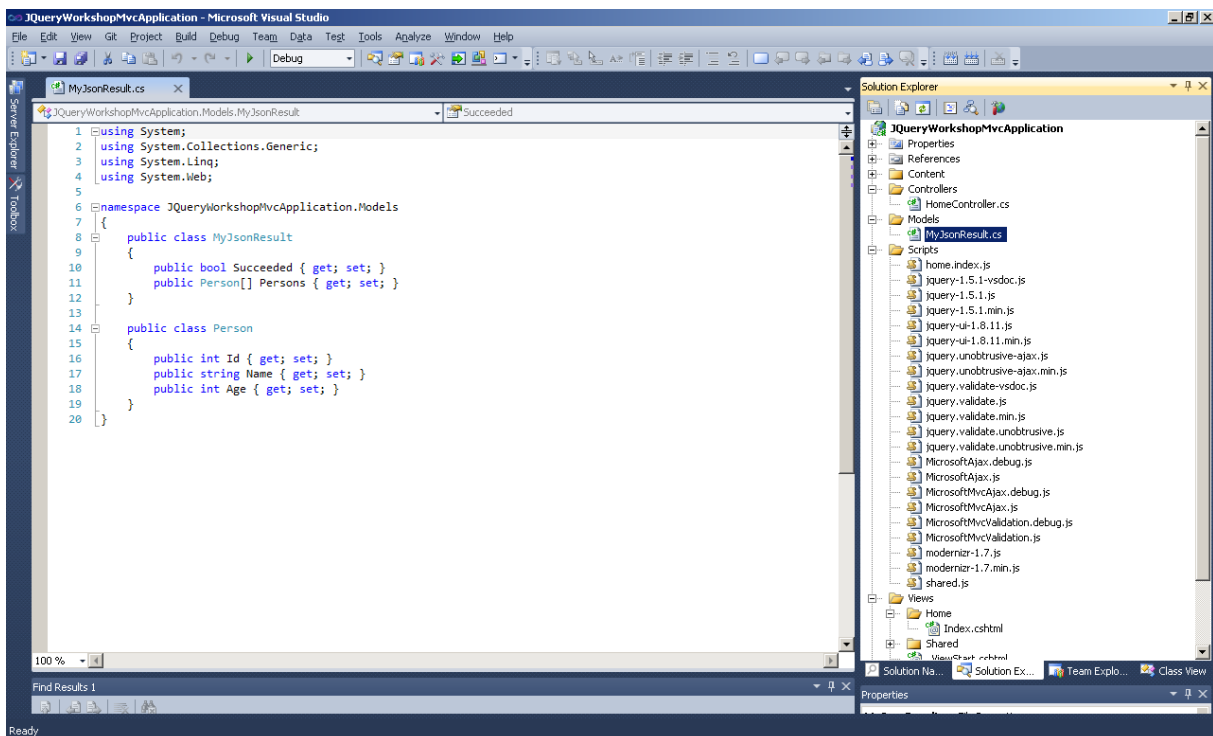 JQueryWorkshopMvcApplication - Microsoft Visual Studio
File Edit View Git Project Build Debug Team Data Test Tools Analyze Window Help
Debug
Server Explorer
Toolbox
MyJsonResult.cs
JQueryWorkshopMvcApplication.Models.MyJsonResult
Succeeded
1 using System;
2 using System.Collections.Generic;
3 using System.Linq;
4 using System.Web;
5
6 namespace JQueryWorkshopMvcApplication.Models
7 {
8 public class MyJsonResult
9 {
10 public bool Succeeded { get; set; }
11 public Person[] Persons { get; set; }
12 }
13
14 public class Person
15 {
16 public int Id { get; set; }
17 public string Name { get; set; }
18 public int Age { get; set; }
19 }
20 }
100 %
Find Results 1
Ready
Solution Explorer
JQueryWorkshopMvcApplication
Properties
References
Content
Controllers
HomeController.cs
Models
MyJsonResult.cs
Scripts
home.index.js
jquery-1.5.1-vsdoc.js
jquery-1.5.1.js
jquery-1.5.1.min.js
jquery-ui-1.8.11.js
jquery-ui-1.8.11.min.js
jquery.unobtrusive-ajax.js
jquery.unobtrusive-ajax.min.js
jquery.validate-vsdoc.js
jquery.validate.js
jquery.validate.min.js
jquery.validate.unobtrusive.js
jquery.validate.unobtrusive.min.js
MicrosoftAjax.debug.js
MicrosoftAjax.js
MicrosoftMvcAjax.debug.js
MicrosoftMvcAjax.js
MicrosoftMvcValidation.debug.js
MicrosoftMvcValidation.js
modernizr-1.7.js
modernizr-1.7.min.js
shared.js
Views
Home
Index.cshtml
Shared
_ViewStart.cshtml
Solution Na... Solution Ex... Team Explo... Class View
Properties